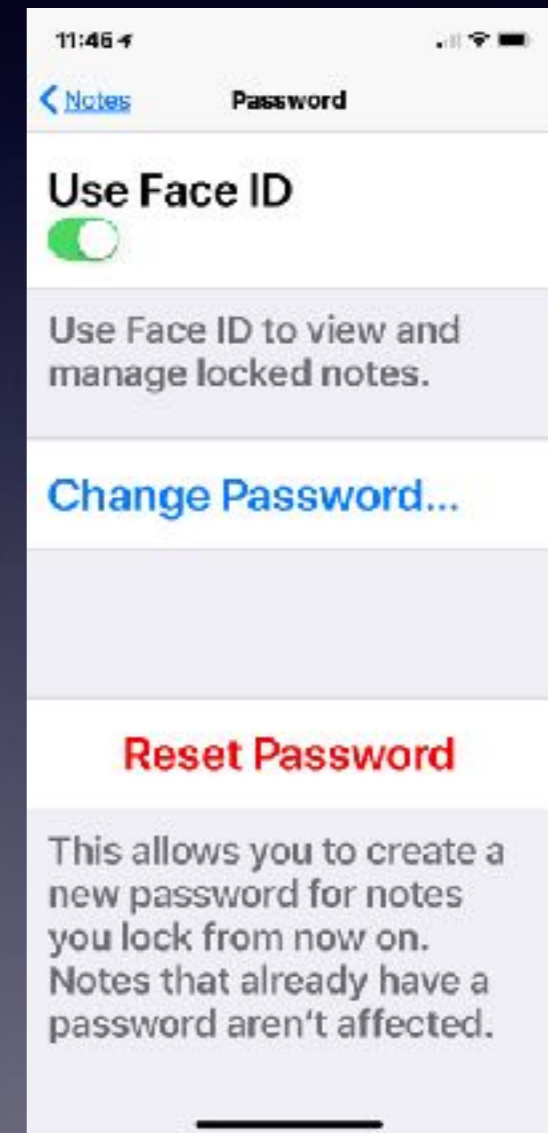 11:46
Notes
Password
Use Face ID
Use Face ID to view and
manage locked notes.
Change Password...
Reset Password
This allows you to create a
new password for notes
you lock from now on.
Notes that already have a
password aren't affected.